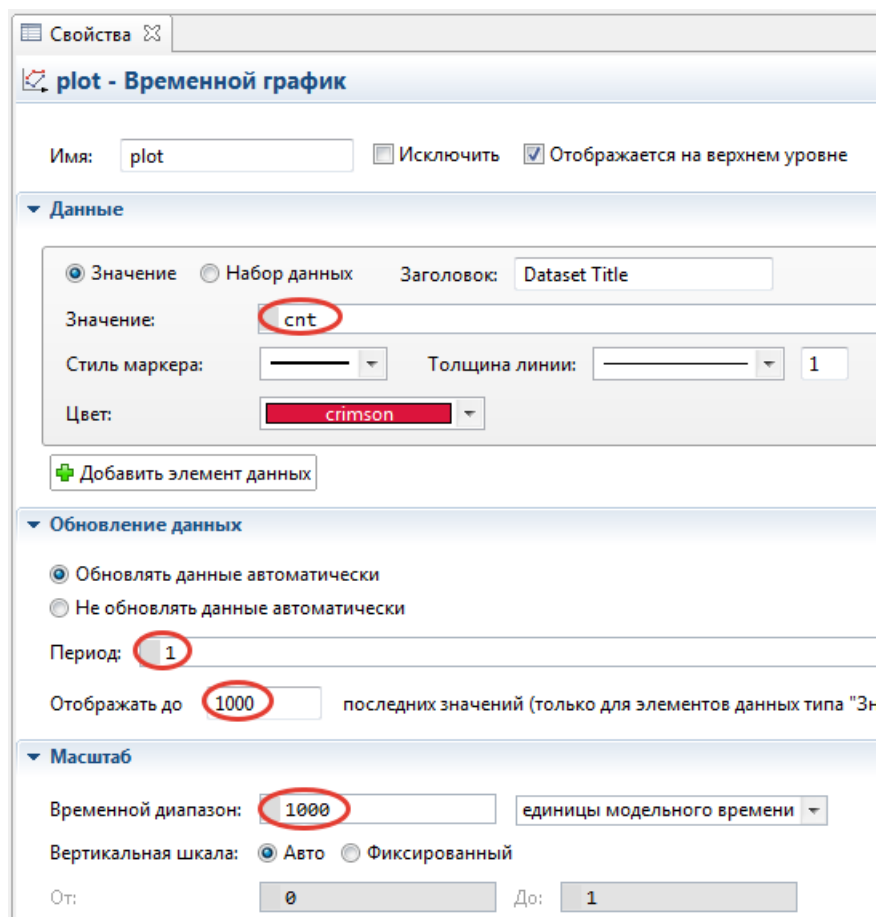 Свойства
plot - Временной график
Имя: plot Исключить Отображается на верхнем уровне
Данные
Значение Набор данных Заголовок: Dataset Title
Значение: cnt
Стиль маркера: Толщина линии: 1
Цвет: crimson
Добавить элемент данных
Обновление данных
Обновлять данные автоматически
Не обновлять данные автоматически
Период: 1
Отображать до 1000 последних значений (только для элементов данных типа "Зн
Масштаб
Временной диапазон: 1000 единицы модельного времени
Вертикальная шкала: Авто Фиксированный
От: 0 До: 1